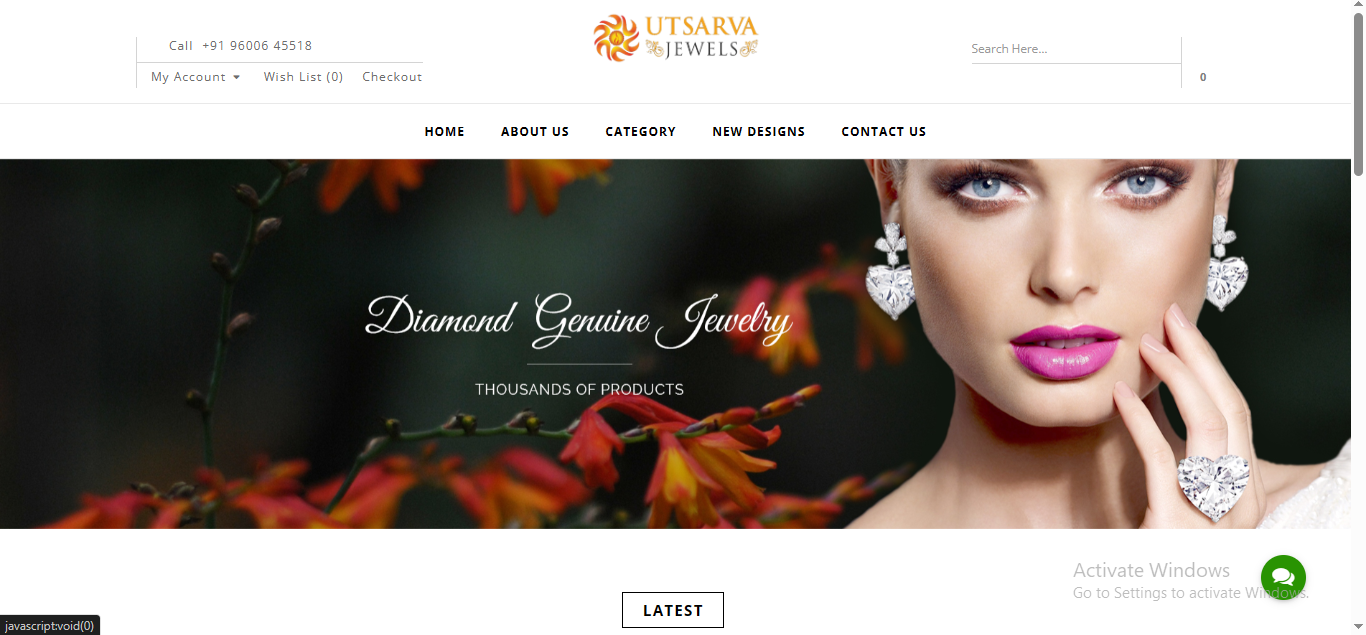 Call +91 96006 45518
My Account
Wish List (0)
Checkout
UTSARVA
JEWELS
Search Here...
0
HOME
ABOUT US
CATEGORY
NEW DESIGNS
CONTACT US
Diamond Genuine Jewelry
THOUSANDS OF PRODUCTS
Activate Windows
Go to Settings to activate Windows.
LATEST
javascript:void(0)